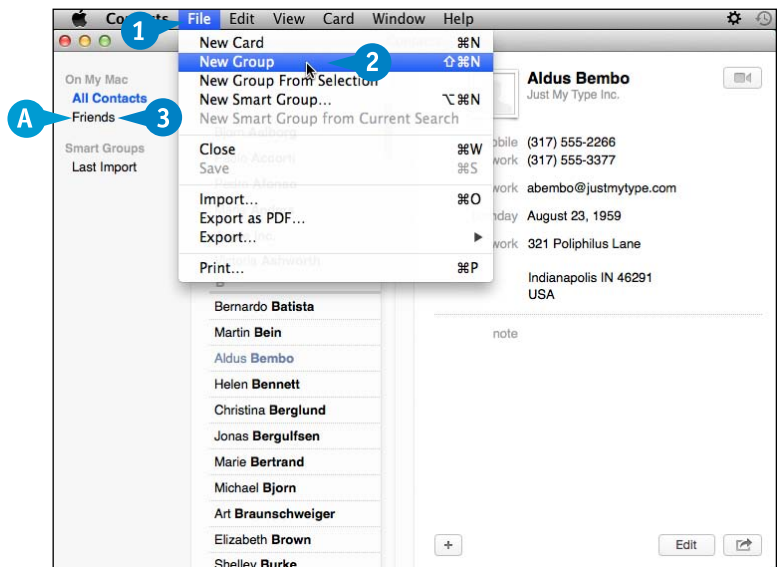 Contacts File Edit View Card Window Help
1
New Card ⌘N
New Group ⇧⌘N
2
New Group From Selection
New Smart Group... ⌥⌘N
New Smart Group from Current Search
Close ⌘W
Save ⌘S
Import... ⌘O
Export as PDF...
Export...
Print... ⌘P
On My Mac
All Contacts
A
Friends
3
Smart Groups
Last Import
Bernardo Batista
Martin Bein
Aldus Bembo
Helen Bennett
Christina Berglund
Jonas Bergulfsen
Marie Bertrand
Michael Bjorn
Art Braunschweiger
Elizabeth Brown
Shelley Burke
Aldus Bembo
Just My Type Inc.
mobile (317) 555-2266
work (317) 555-3377
work abembo@justmytype.com
August 23, 1959
work 321 Poliphilus Lane
Indianapolis IN 46291
USA
note
+
Edit